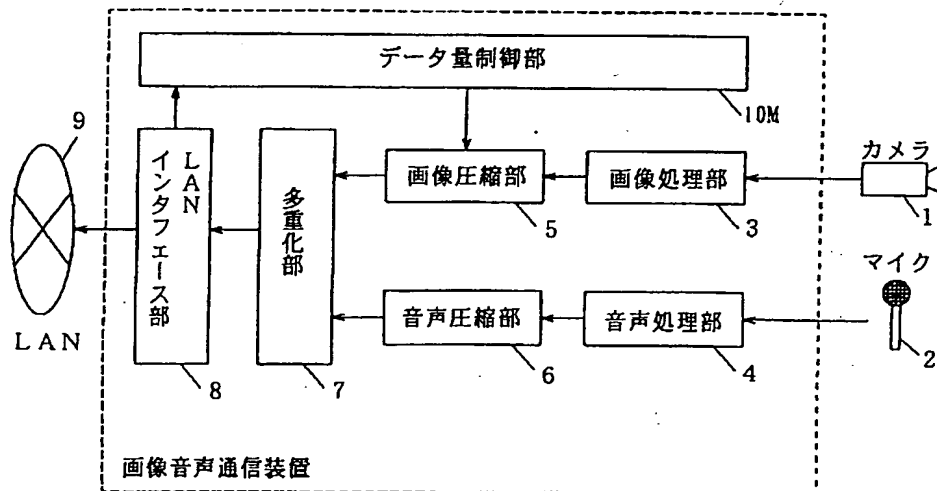 データ量制御部
10M
9
LAN
インタフェース部
LAN
8
多重化部
7
画像圧縮部
5
画像処理部
3
カメラ
1
音声圧縮部
6
音声処理部
4
マイク
2
画像音声通信装置